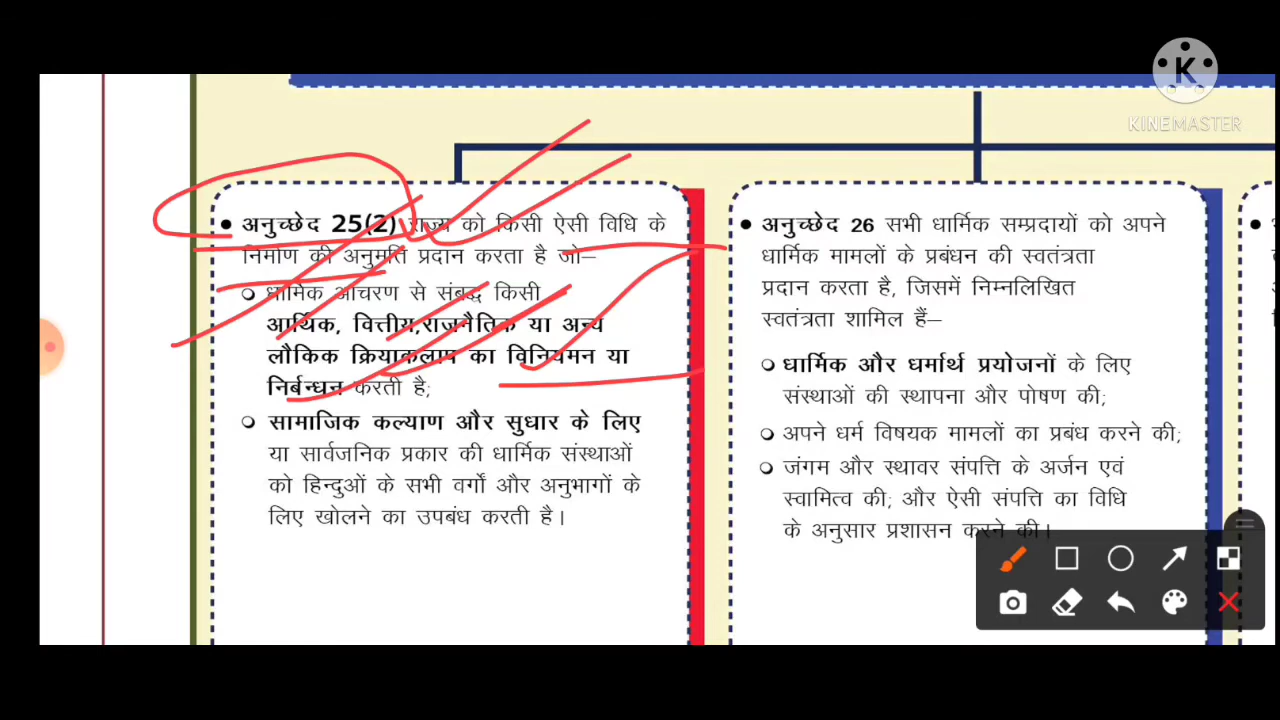 K
KINEMASTER
• अनुच्छेद 25(2) राज्य को किसी ऐसी विधि के
निर्माण की अनुमति प्रदान करता है जो–
○ धार्मिक आचरण से संबद्ध किसी
आर्थिक, वित्तीय,राजनैतिक या अन्य
लौकिक क्रियाकलाप का विनियमन या
निर्बन्धन करती है;
○ सामाजिक कल्याण और सुधार के लिए
या सार्वजनिक प्रकार की धार्मिक संस्थाओं
को हिन्दुओं के सभी वर्गों और अनुभागों के
लिए खोलने का उपबंध करती है।
• अनुच्छेद 26 सभी धार्मिक सम्प्रदायों को अपने
धार्मिक मामलों के प्रबंधन की स्वतंत्रता
प्रदान करता है, जिसमें निम्नलिखित
स्वतंत्रता शामिल हैं–
○ धार्मिक और धर्मार्थ प्रयोजनों के लिए
संस्थाओं की स्थापना और पोषण की;
○ अपने धर्म विषयक मामलों का प्रबंध करने की;
○ जंगम और स्थावर संपत्ति के अर्जन एवं
स्वामित्व की; और ऐसी संपत्ति का विधि
के अनुसार प्रशासन करने की।